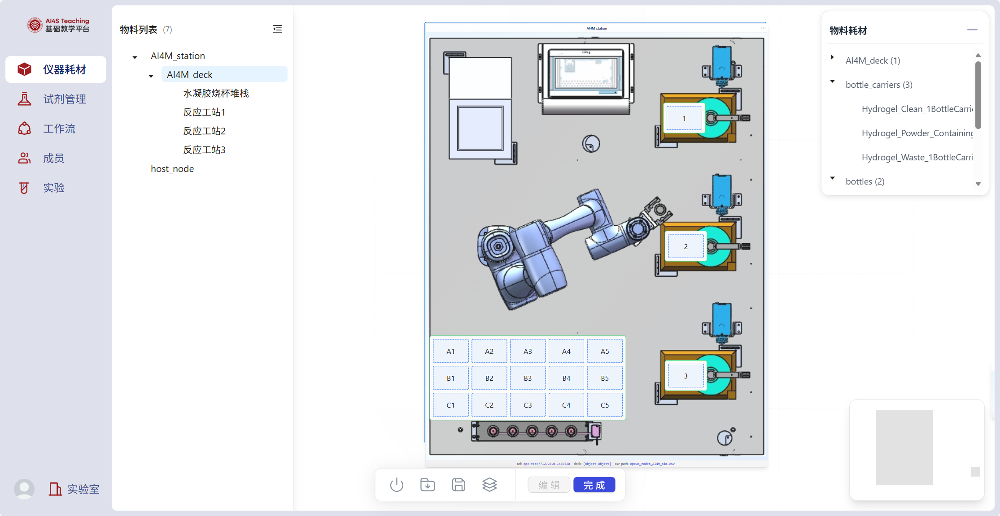 AI4S Teaching
基础教学平台
仪器耗材
试剂管理
工作流
成员
实验
实验室
物料列表 (7)
AI4M_station
AI4M_deck
水凝胶烧杯堆栈
反应工站1
反应工站2
反应工站3
host_node
AI4M station
1
2
3
A1 A2 A3 A4 A5
B1 B2 B3 B4 B5
C1 C2 C3 C4 C5
url: opc.tcp://127.0.0.1:49320 deck: [object Object] csv_path: opcua_nodes_AI4M_sim.csv
编辑 完成
物料耗材
AI4M_deck (1)
bottle_carriers (3)
Hydrogel_Clean_1BottleCarrie
Hydrogel_Powder_Containing
Hydrogel_Waste_1BottleCarri
bottles (2)